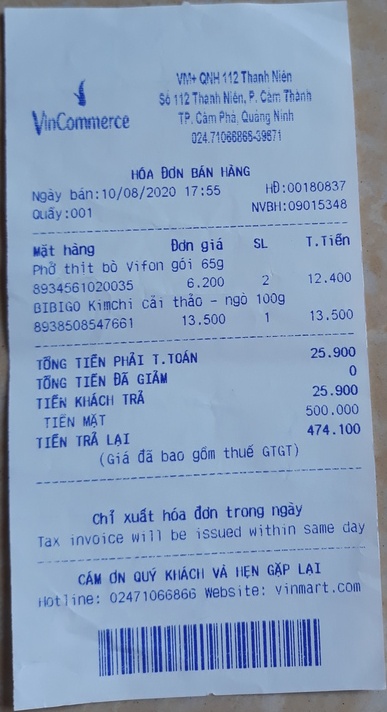 VinCommerce
VM+ QNH 112 Thanh Niên
Số 112 Thanh Niên, P. Cẩm Thành
TP. Cẩm Phả, Quảng Ninh
024.71066866-39671
HÓA ĐƠN BÁN HÀNG
Ngày bán:10/08/2020 17:55 HĐ:00180837
Quầy:001 NVBH:09015348
Mặt hàng Đơn giá SL T.Tiền
Phở thịt bò Vifon gói 65g
8934561020035 6.200 2 12.400
BIBIGO Kimchi cải thảo - ngò 100g
8938508547661 13.500 1 13.500
TỔNG TIỀN PHẢI T.TOÁN 25.900
TỔNG TIỀN ĐÃ GIẢM 0
TIỀN KHÁCH TRẢ 25.900
TIỀN MẶT 500.000
TIỀN TRẢ LẠI 474.100
(Giá đã bao gồm thuế GTGT)
Chỉ xuất hóa đơn trong ngày
Tax invoice will be issued within same day
CẢM ƠN QUÝ KHÁCH VÀ HẸN GẶP LẠI
Hotline: 02471066866 Website: vinmart.com